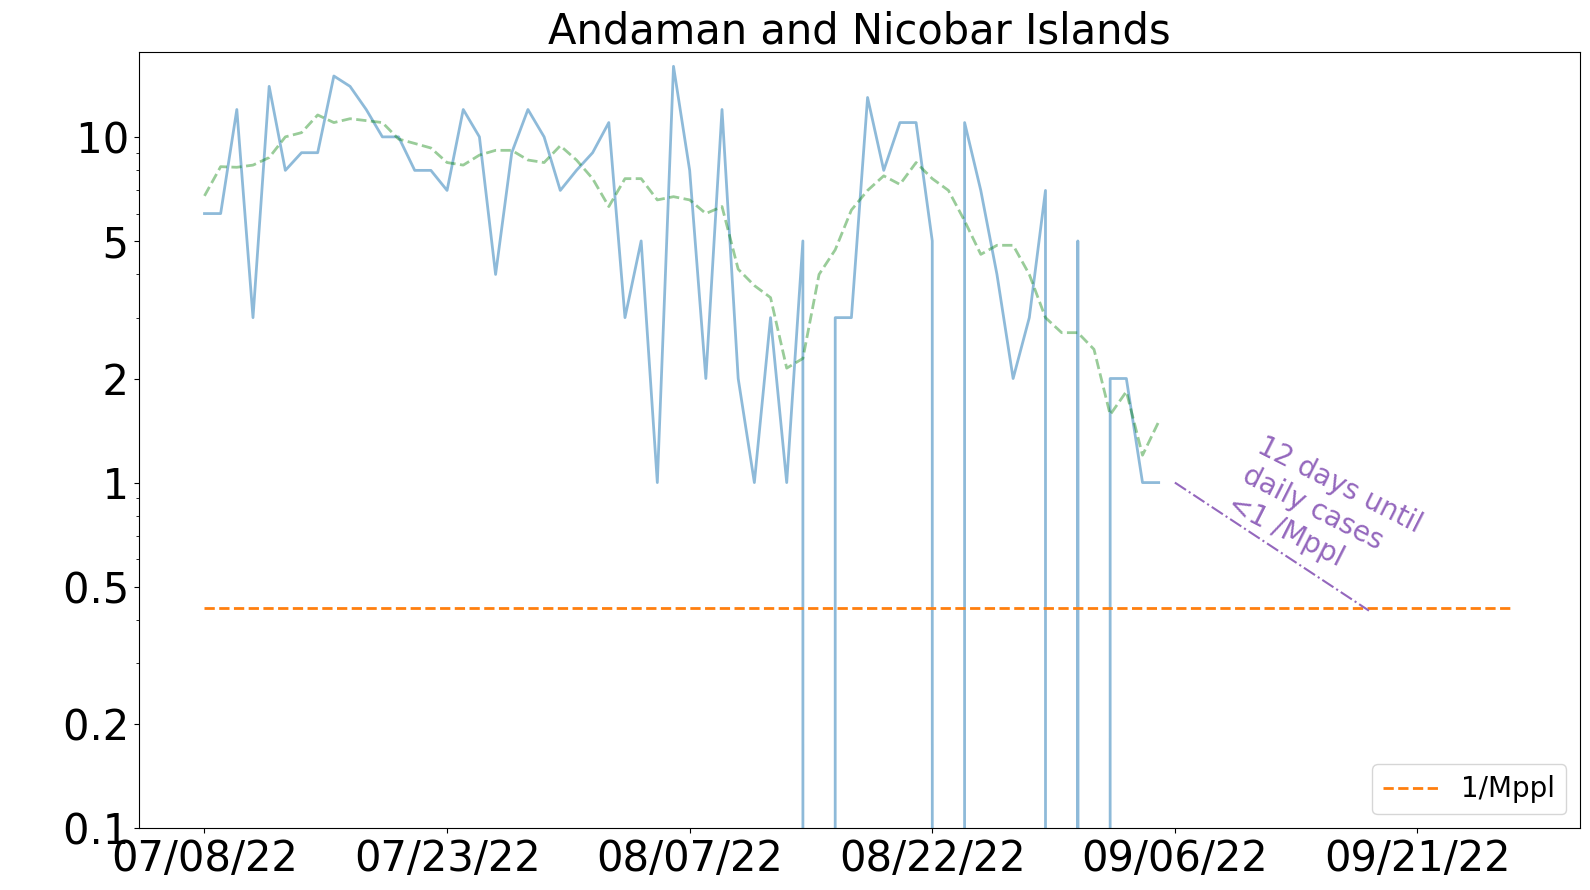 Andaman and Nicobar Islands
10
5
2
1
0.5
0.2
0.1
12 days until
daily cases
<1 /Mppl
1/Mppl
07/08/22
07/23/22
08/07/22
08/22/22
09/06/22
09/21/22